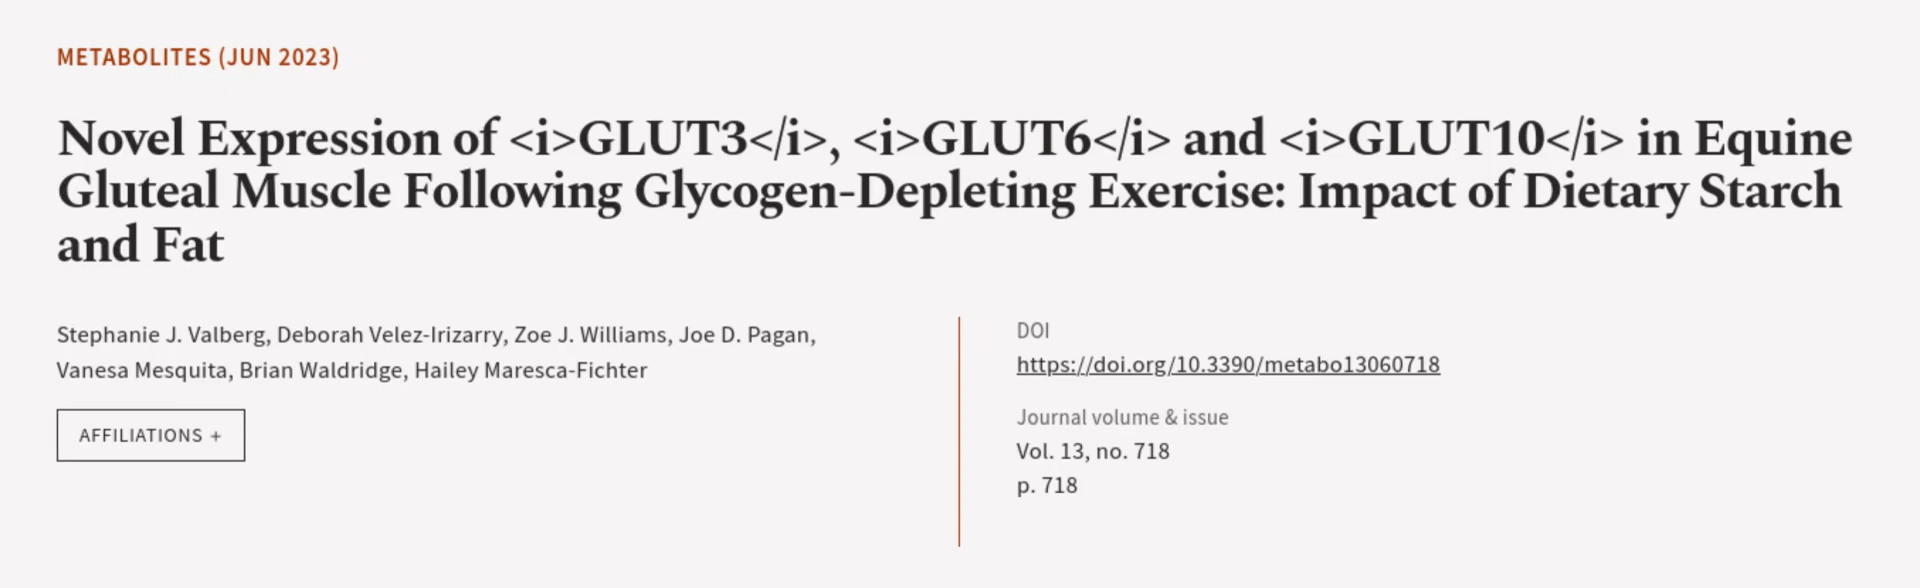 METABOLITES (JUN 2023)
Novel Expression of <i>GLUT3</i>, <i>GLUT6</i> and <i>GLUT10</i> in Equine
Gluteal Muscle Following Glycogen-Depleting Exercise: Impact of Dietary Starch
and Fat
Stephanie J. Valberg, Deborah Velez-Irizarry, Zoe J. Williams, Joe D. Pagan,
Vanesa Mesquita, Brian Waldridge, Hailey Maresca-Fichter
AFFILIATIONS +
DOI
https://doi.org/10.3390/metabo13060718
Journal volume & issue
Vol. 13, no. 718
p. 718